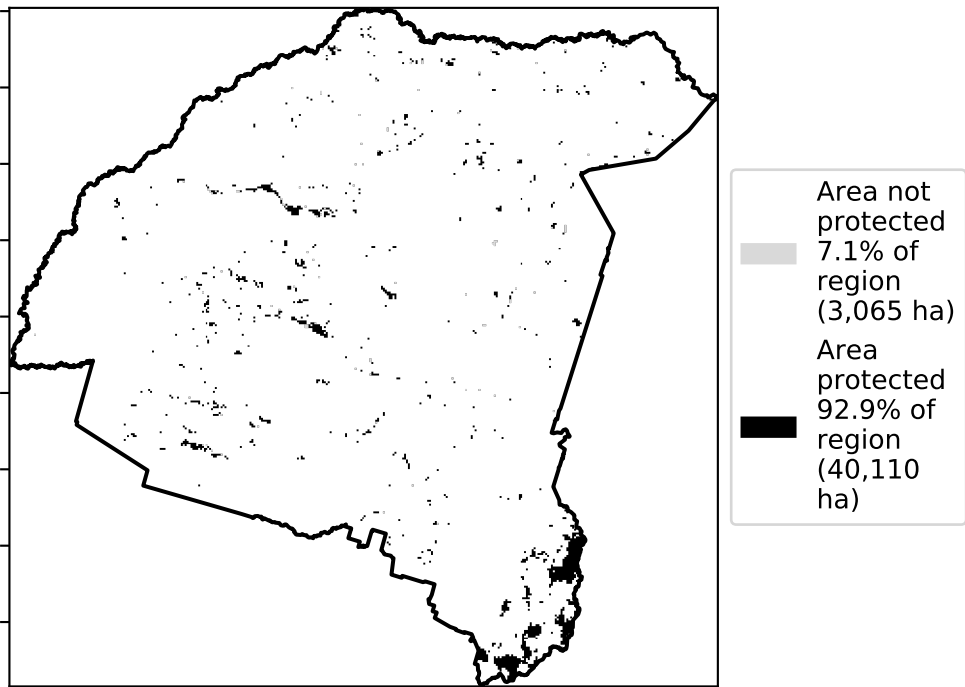 Area not
protected
7.1% of
region
(3,065 ha)
Area
protected
92.9% of
region
(40,110
ha)